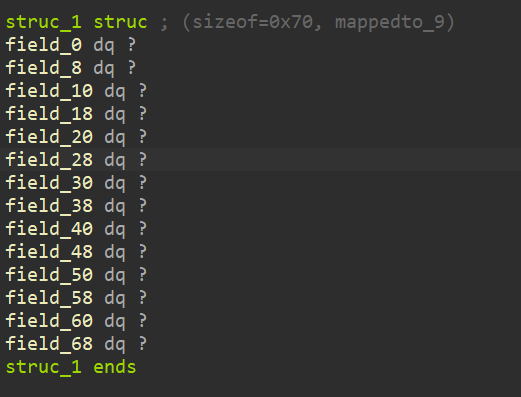 struc_1 struc ; (sizeof=0x70, mappedto_9)
field_0 dq ?
field_8 dq ?
field_10 dq ?
field_18 dq ?
field_20 dq ?
field_28 dq ?
field_30 dq ?
field_38 dq ?
field_40 dq ?
field_48 dq ?
field_50 dq ?
field_58 dq ?
field_60 dq ?
field_68 dq ?
struc_1 ends